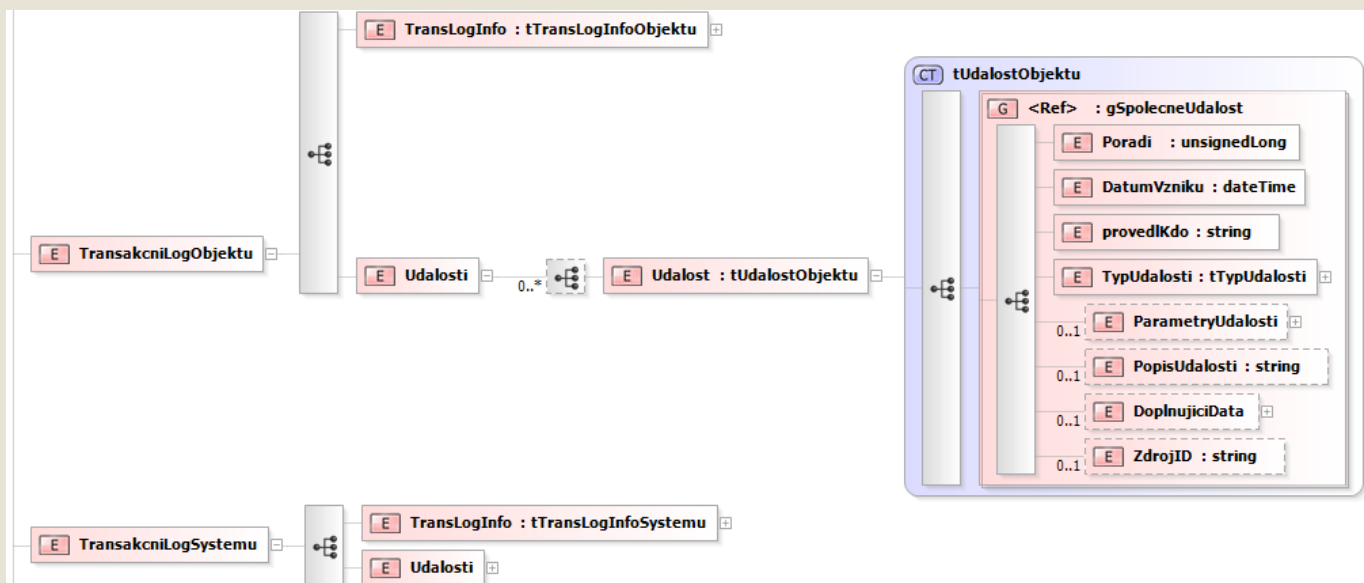 E TransLogInfo : tTransLogInfoObjektu
CT tUdalostObjektu
G <Ref> : gSpolecneUdalost
E Poradi : unsignedLong
E DatumVzniku : dateTime
E provedlKdo : string
E TransakcniLogObjektu
E Udalosti
0..*
E Udalost : tUdalostObjektu
E TypUdalosti : tTypUdalosti
0..1 E ParametryUdalosti
0..1 E PopisUdalosti : string
0..1 E DoplnujiciData
0..1 E ZdrojID : string
E TransLogInfo : tTransLogInfoSystemu
E TransakcniLogSystemu
E Udalosti